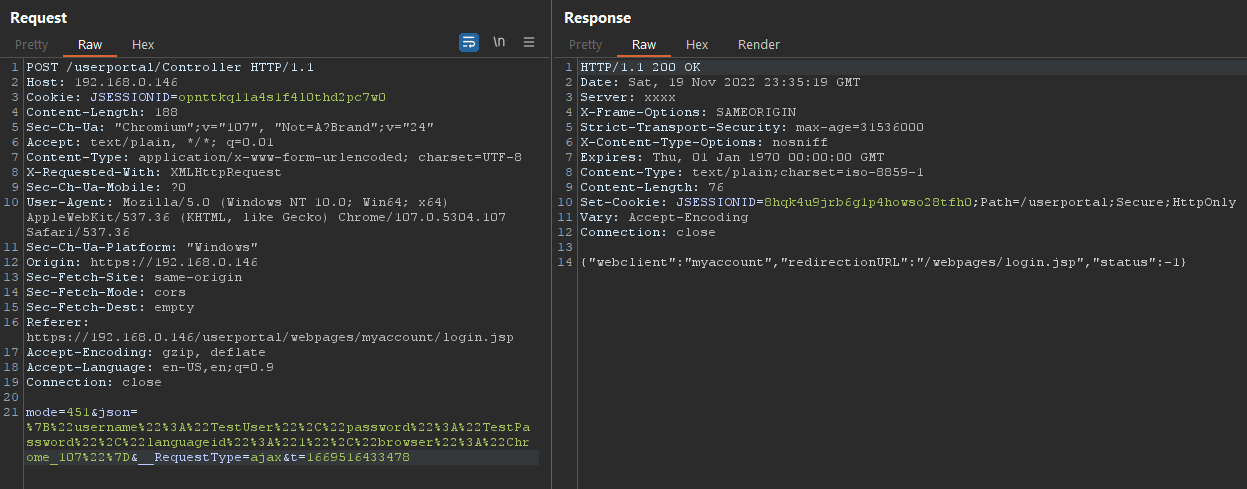 Request
Pretty Raw Hex \n
1 POST /userportal/Controller HTTP/1.1
2 Host: 192.168.0.146
3 Cookie: JSESSIONID=opnttkql1a4s1f4l0thd2pc7w0
4 Content-Length: 188
5 Sec-Ch-Ua: "Chromium";v="107", "Not=A?Brand";v="24"
6 Accept: text/plain, */*; q=0.01
7 Content-Type: application/x-www-form-urlencoded; charset=UTF-8
8 X-Requested-With: XMLHttpRequest
9 Sec-Ch-Ua-Mobile: ?0
10 User-Agent: Mozilla/5.0 (Windows NT 10.0; Win64; x64)
AppleWebKit/537.36 (KHTML, like Gecko) Chrome/107.0.5304.107
Safari/537.36
11 Sec-Ch-Ua-Platform: "Windows"
12 Origin: https://192.168.0.146
13 Sec-Fetch-Site: same-origin
14 Sec-Fetch-Mode: cors
15 Sec-Fetch-Dest: empty
16 Referer:
https://192.168.0.146/userportal/webpages/myaccount/login.jsp
17 Accept-Encoding: gzip, deflate
18 Accept-Language: en-US,en;q=0.9
19 Connection: close
20
21 mode=451&json=
%7B%22username%22%3A%22TestUser%22%2C%22password%22%3A%22TestPa
ssword%22%2C%22languageid%22%3A%221%22%2C%22browser%22%3A%22Chr
ome_107%22%7D&__RequestType=ajax&t=1669516433478
Response
Pretty Raw Hex Render
1 HTTP/1.1 200 OK
2 Date: Sat, 19 Nov 2022 23:35:19 GMT
3 Server: xxxx
4 X-Frame-Options: SAMEORIGIN
5 Strict-Transport-Security: max-age=31536000
6 X-Content-Type-Options: nosniff
7 Expires: Thu, 01 Jan 1970 00:00:00 GMT
8 Content-Type: text/plain;charset=iso-8859-1
9 Content-Length: 76
10 Set-Cookie: JSESSIONID=8hqk4u9jrb6g1p4howso28tfh0;Path=/userportal;Secure;HttpOnly
11 Vary: Accept-Encoding
12 Connection: close
13
14 {"webclient":"myaccount","redirectionURL":"/webpages/login.jsp","status":-1}